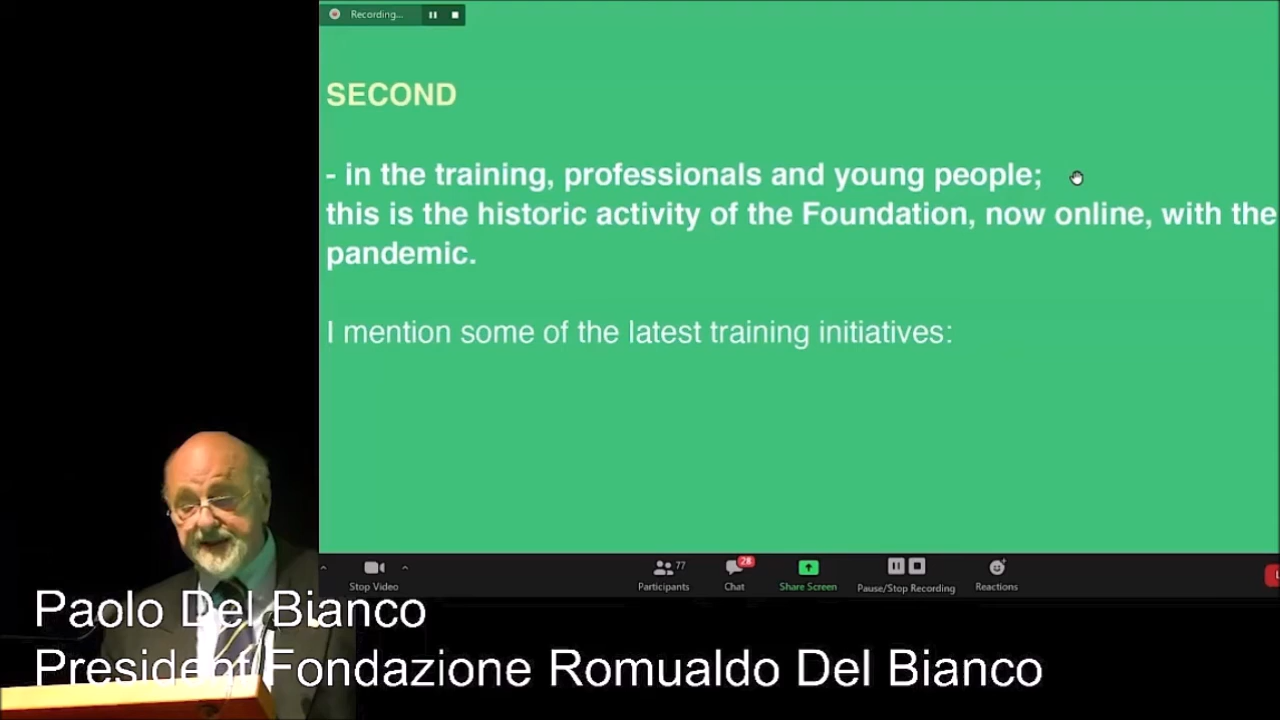 Recording...
SECOND
- in the training, professionals and young people;
this is the historic activity of the Foundation, now online, with the
pandemic.
I mention some of the latest training initiatives:
Stop Video
Participants
77
Chat
28
Share Screen
Pause/Stop Recording
Reactions
Paolo Del Bianco
President Fondazione Romualdo Del Bianco